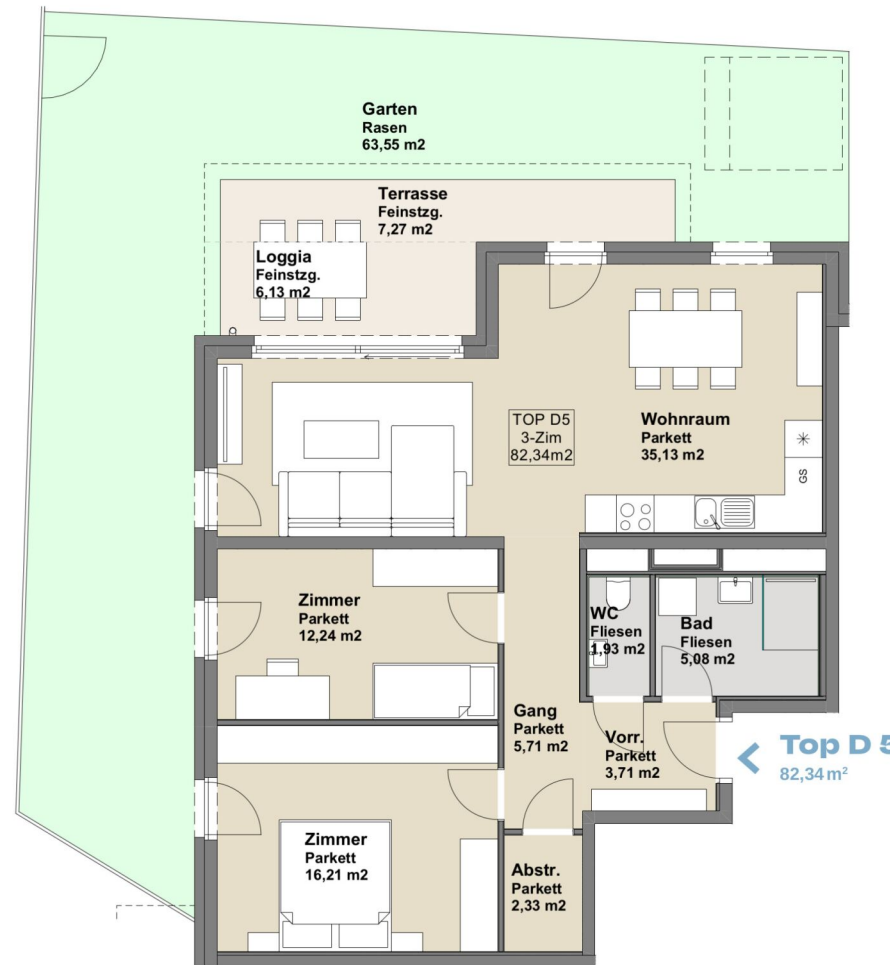 Garten
Rasen
63,55 m2
Terrasse
Feinstzg.
7,27 m2
Loggia
Feinstzg.
6,13 m2
TOP D5
3-Zim
82,34m2
Wohnraum
Parkett
35,13 m2
GS
Zimmer
Parkett
12,24 m2
WC
Fliesen
1,93 m2
Bad
Fliesen
5,08 m2
Gang
Parkett
5,71 m2
Vorr.
Parkett
3,71 m2
Top D 5
82,34 m²
Zimmer
Parkett
16,21 m2
Abstr.
Parkett
2,33 m2